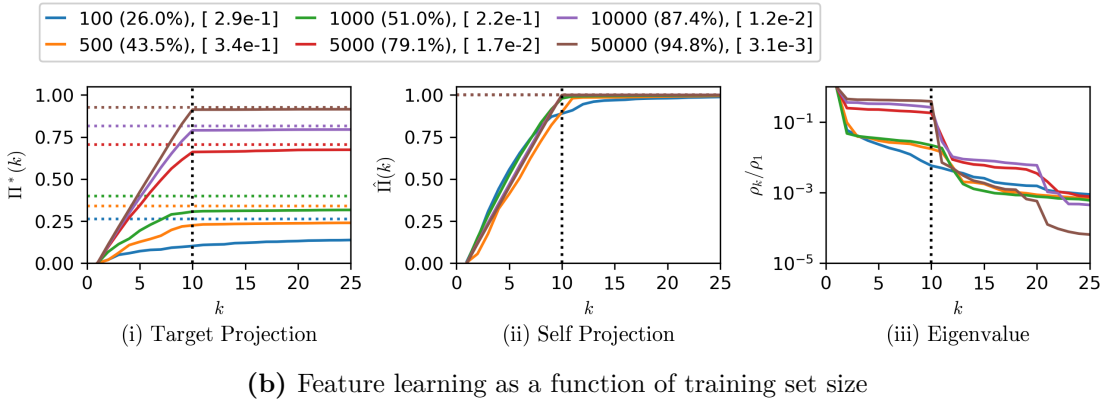 100 (26.0%), [ 2.9e-1] 1000 (51.0%), [ 2.2e-1] 10000 (87.4%), [ 1.2e-2]
500 (43.5%), [ 3.4e-1] 5000 (79.1%), [ 1.7e-2] 50000 (94.8%), [ 3.1e-3]
Π*(k)
1.00
0.75
0.50
0.25
0.00
0 5 10 15 20 25
k
(i) Target Projection
Π̂(k)
1.00
0.75
0.50
0.25
0.00
0 5 10 15 20 25
k
(ii) Self Projection
ρₖ/ρ₁
10⁻¹
10⁻³
10⁻⁵
0 5 10 15 20 25
k
(iii) Eigenvalue
(b) Feature learning as a function of training set size